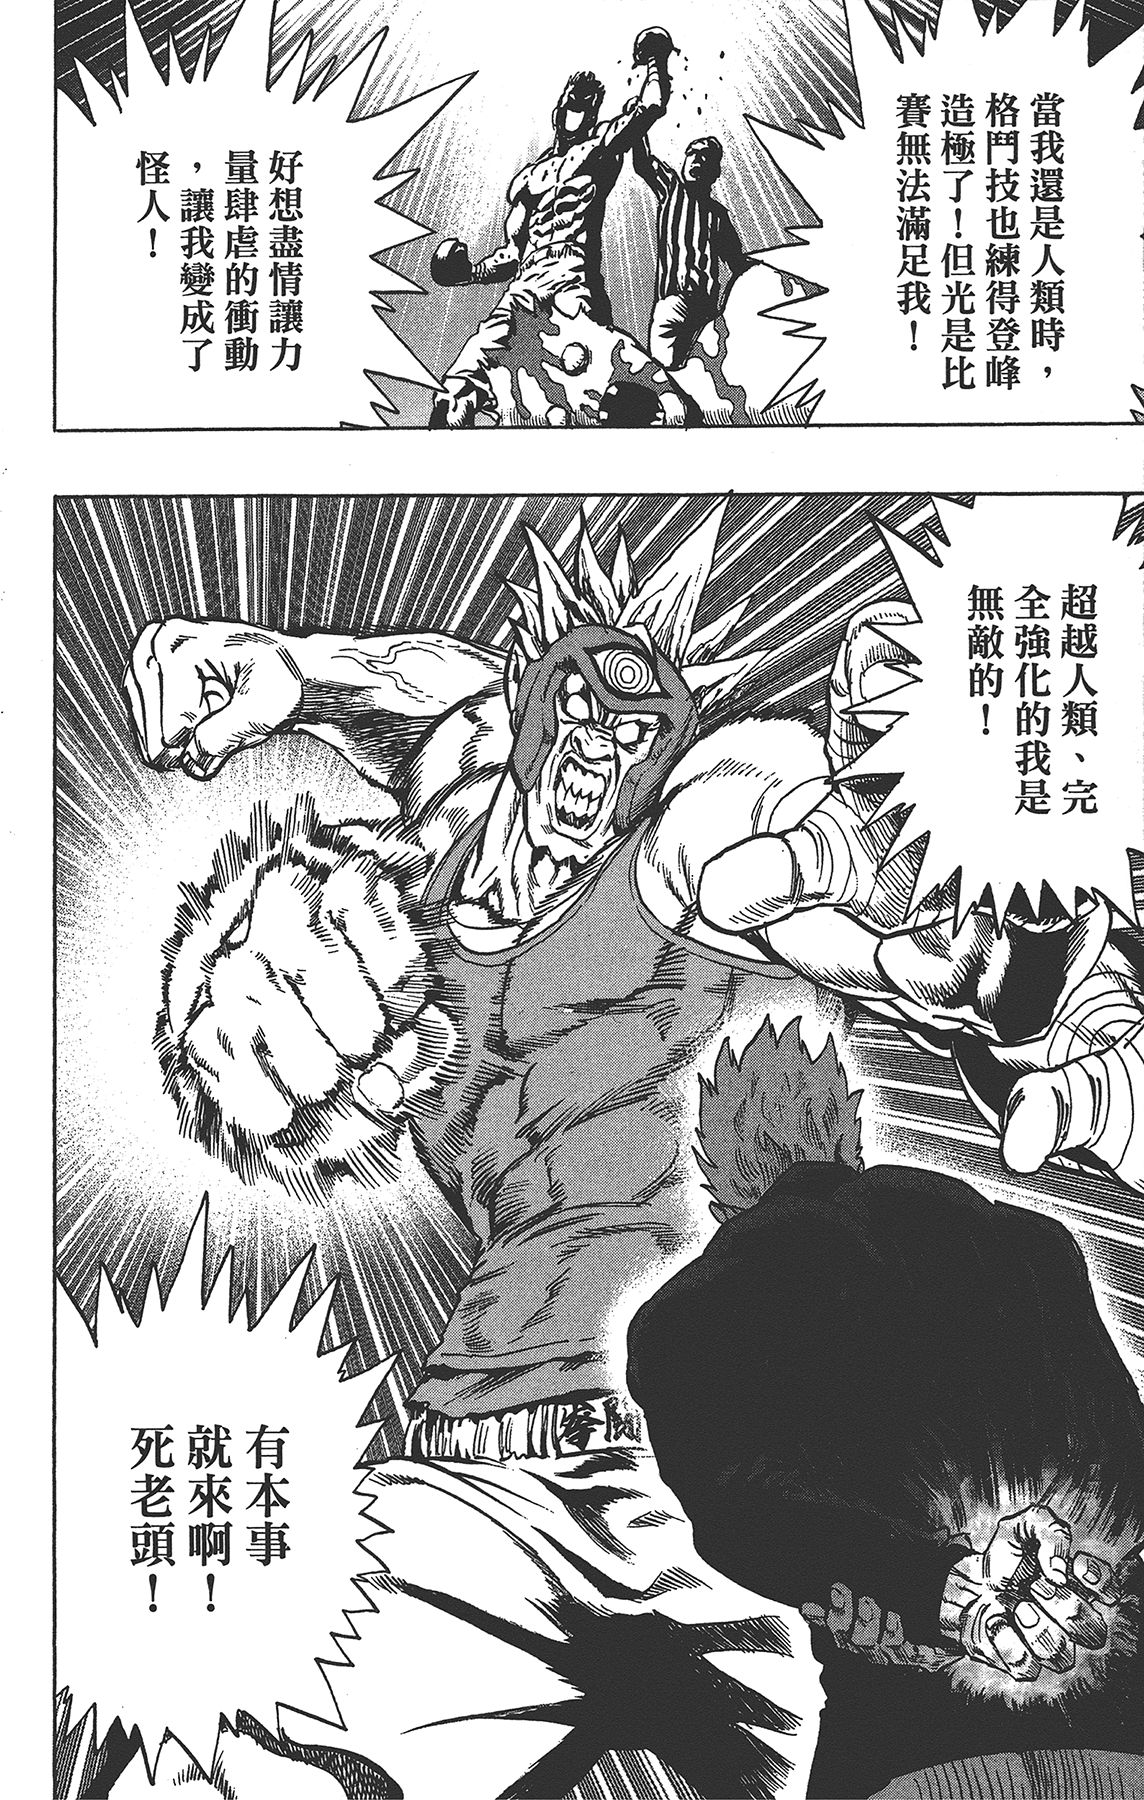 當我還是人類時，
格鬥技也練得登峰
造極了！但光是比
賽無法滿足我！
好想盡情讓力
量肆虐的衝動
，讓我變成了
怪人！
超越人類、完
全強化的我是
無敵的！
有本事
就來啊！
死老頭！
拳闘